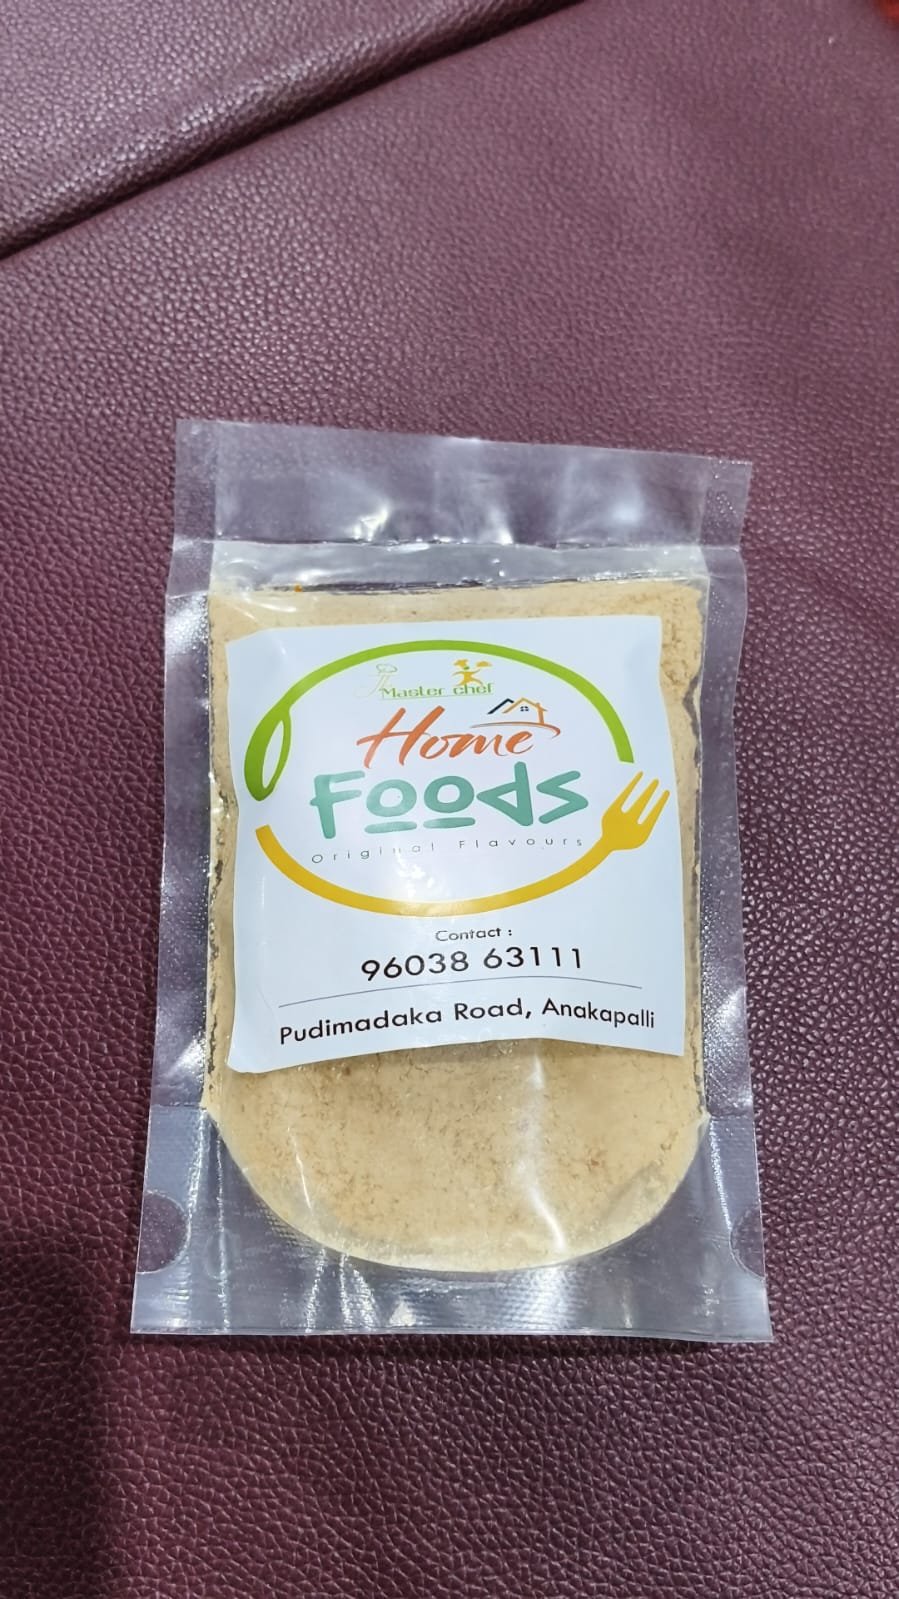 Master chef
Home
Foods
Original Flavours
Contact :
96038 63111
Pudimadaka Road, Anakapalli